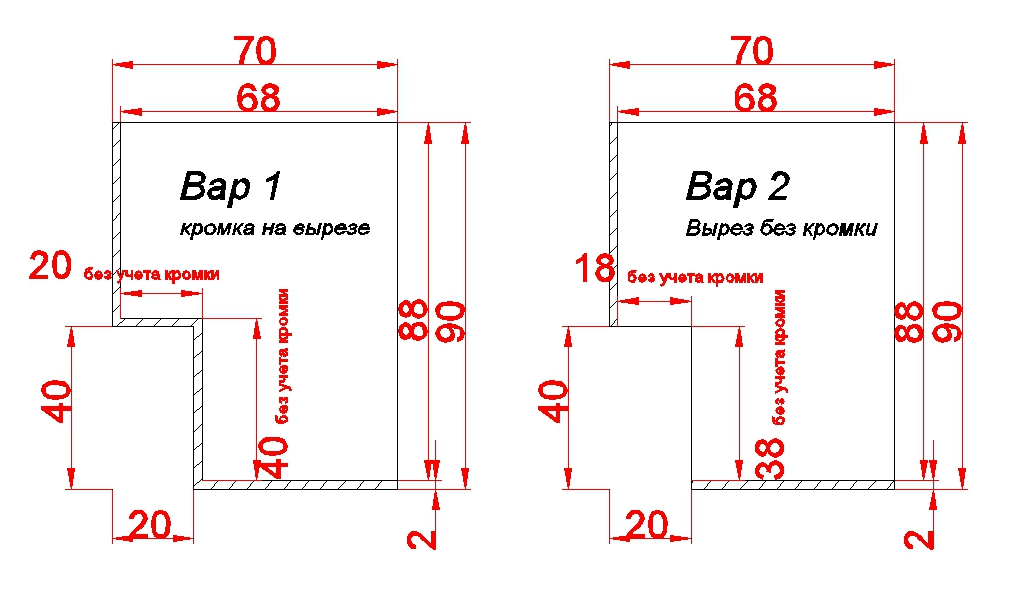 70
68
Вар 1
кромка на вырезе
20 без учета кромки
40
40 без учета кромки
88
90
20
2
70
68
Вар 2
Вырез без кромки
18 без учета кромки
40
38 без учета кромки
88
90
20
2